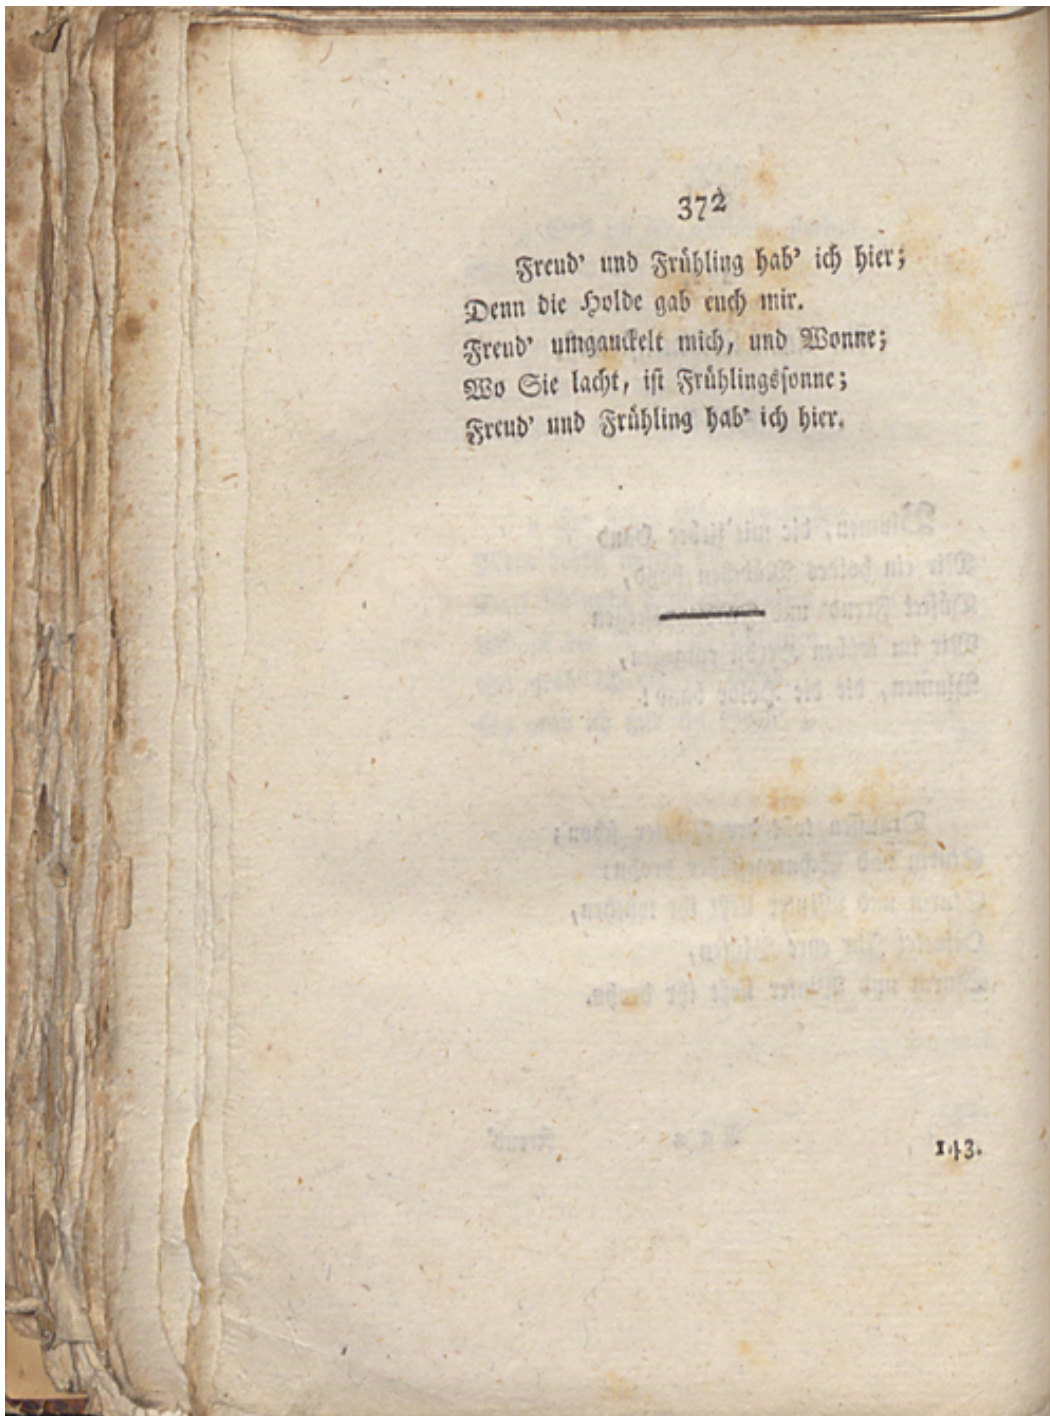 372
Freud' und Frühling hab' ich hier;
Denn die Holde gab euch mir.
Freud' umgauckelt mich, und Wonne;
Wo Sie lacht, ist Frühlingssonne;
Freud' und Frühling hab' ich hier.
143.